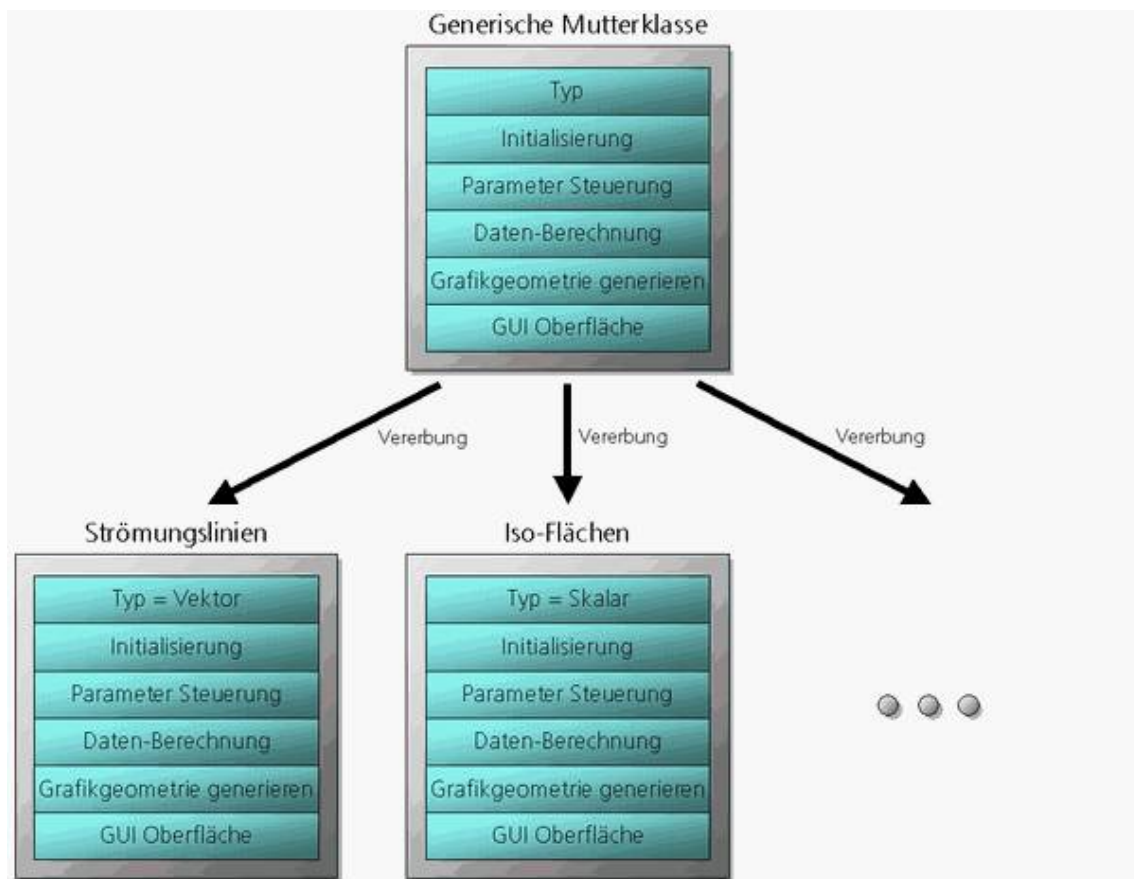 Generische Mutterklasse
Typ
Initialisierung
Parameter Steuerung
Daten-Berechnung
Grafikgeometrie generieren
GUI Oberfläche
Vererbung
Vererbung
Vererbung
Strömungslinien
Typ = Vektor
Initialisierung
Parameter Steuerung
Daten-Berechnung
Grafikgeometrie generieren
GUI Oberfläche
Iso-Flächen
Typ = Skalar
Initialisierung
Parameter Steuerung
Daten-Berechnung
Grafikgeometrie generieren
GUI Oberfläche